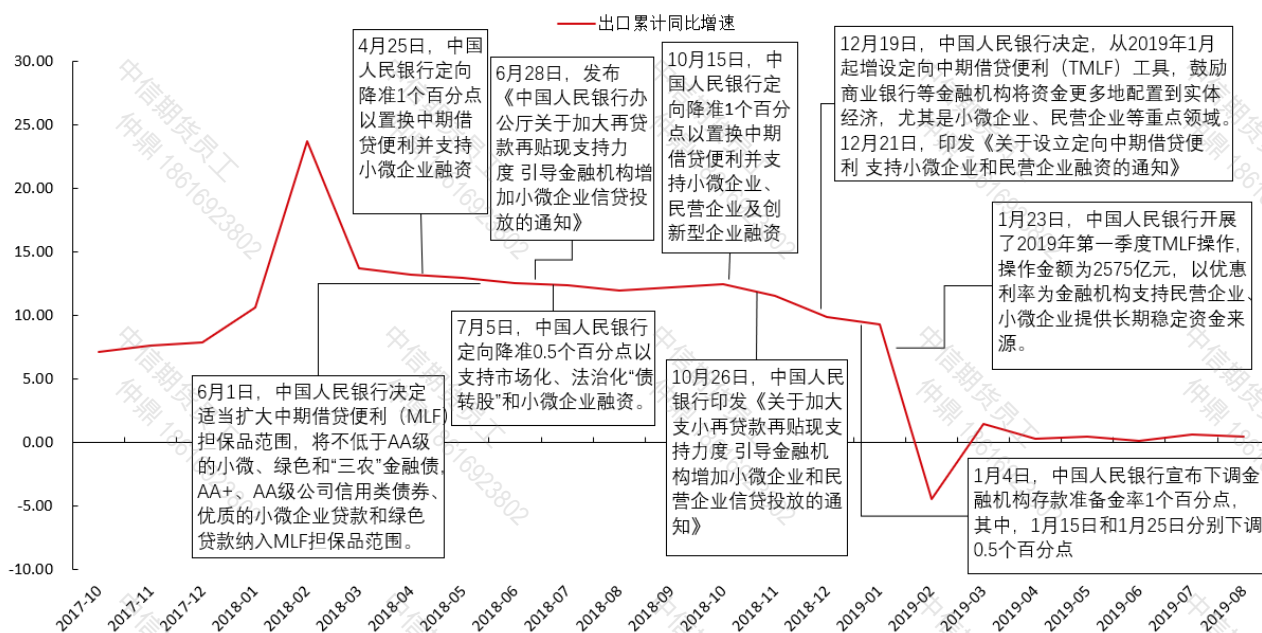 出口累计同比增速
30.00
25.00
20.00
15.00
10.00
5.00
0.00
-5.00
-10.00
4月25日，中国
人民银行定向
降准1个百分点
以置换中期借
贷便利并支持
小微企业融资
6月28日，发布
《中国人民银行办
公厅关于加大再贷
款再贴现支持力
度 引导金融机构增
加小微企业信贷投
放的通知》
10月15日，中
国人民银行定
向降准1个百分
点以置换中期
借贷便利并支
持小微企业、
民营企业及创
新型企业融资
12月19日，中国人民银行决定，从2019年1月
起增设定向中期借贷便利（TMLF）工具，鼓励
商业银行等金融机构将资金更多地配置到实体
经济，尤其是小微企业、民营企业等重点领域。
12月21日，印发《关于设立定向中期借贷便
利 支持小微企业和民营企业融资的通知》
1月23日，中国人民银行开展
了2019年第一季度TMLF操作，
操作金额为2575亿元，以优惠
利率为金融机构支持民营企业、
小微企业提供长期稳定资金来
源。
6月1日，中国人民银行决定
适当扩大中期借贷便利（MLF）
担保品范围，将不低于AA级
的小微、绿色和“三农”金融债，
AA+、AA级公司信用类债券、
优质的小微企业贷款和绿色
贷款纳入MLF担保品范围。
7月5日，中国人民银行
定向降准0.5个百分点以
支持市场化、法治化“债
转股”和小微企业融资。
10月26日，中国人民
银行印发《关于加大
支小再贷款再贴现支
持力度 引导金融机
构增加小微企业和民
营企业信贷投放的通
知》
1月4日，中国人民银行宣布下调金
融机构存款准备金率1个百分点，
其中，1月15日和1月25日分别下调
0.5个百分点
2017-10
2017-11
2017-12
2018-01
2018-02
2018-03
2018-04
2018-05
2018-06
2018-07
2018-08
2018-09
2018-10
2018-11
2018-12
2019-01
2019-02
2019-03
2019-04
2019-05
2019-06
2019-07
2019-08
中信期货员工
仲鼎 18616923802